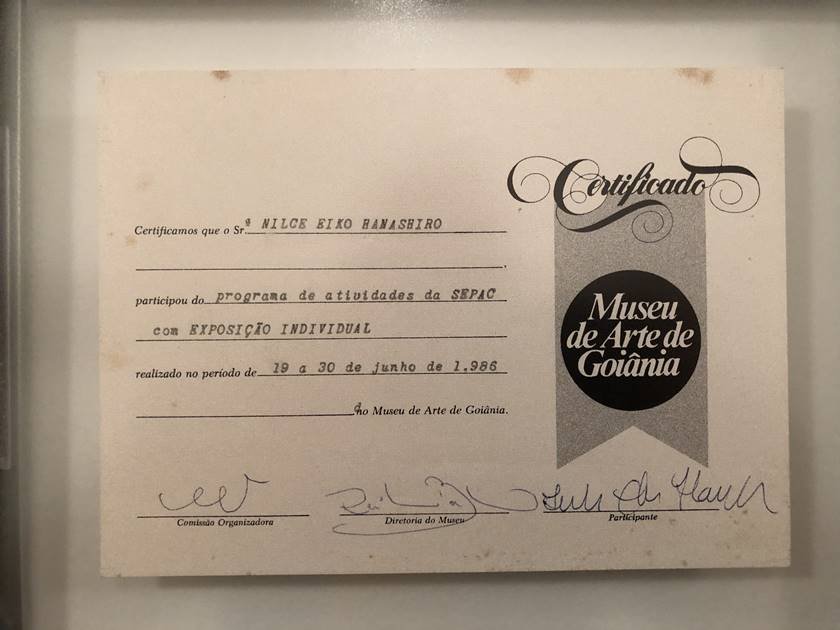 Certificado
Certificamos que o Sr.ª NILCE EIKO HANASHIRO
participou do programa de atividades da SEPAC
com EXPOSIÇÃO INDIVIDUAL
realizado no período de 19 a 30 de junho de 1.986
no Museu de Arte de Goiânia.
Museu
de Arte de
Goiânia
Comissão Organizadora
Diretoria do Museu
Participante